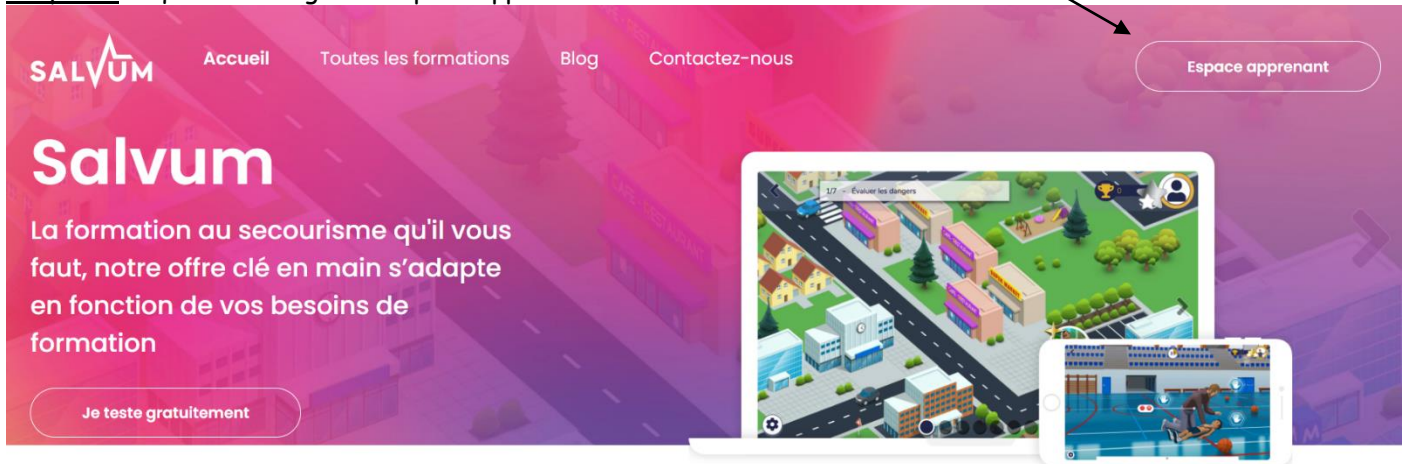 SALVUM
Accueil
Toutes les formations
Blog
Contactez-nous
Espace apprenant
Salvum
La formation au secourisme qu'il vous
faut, notre offre clé en main s’adapte
en fonction de vos besoins de
formation
Je teste gratuitement
1/7 - Évaluer les dangers
0